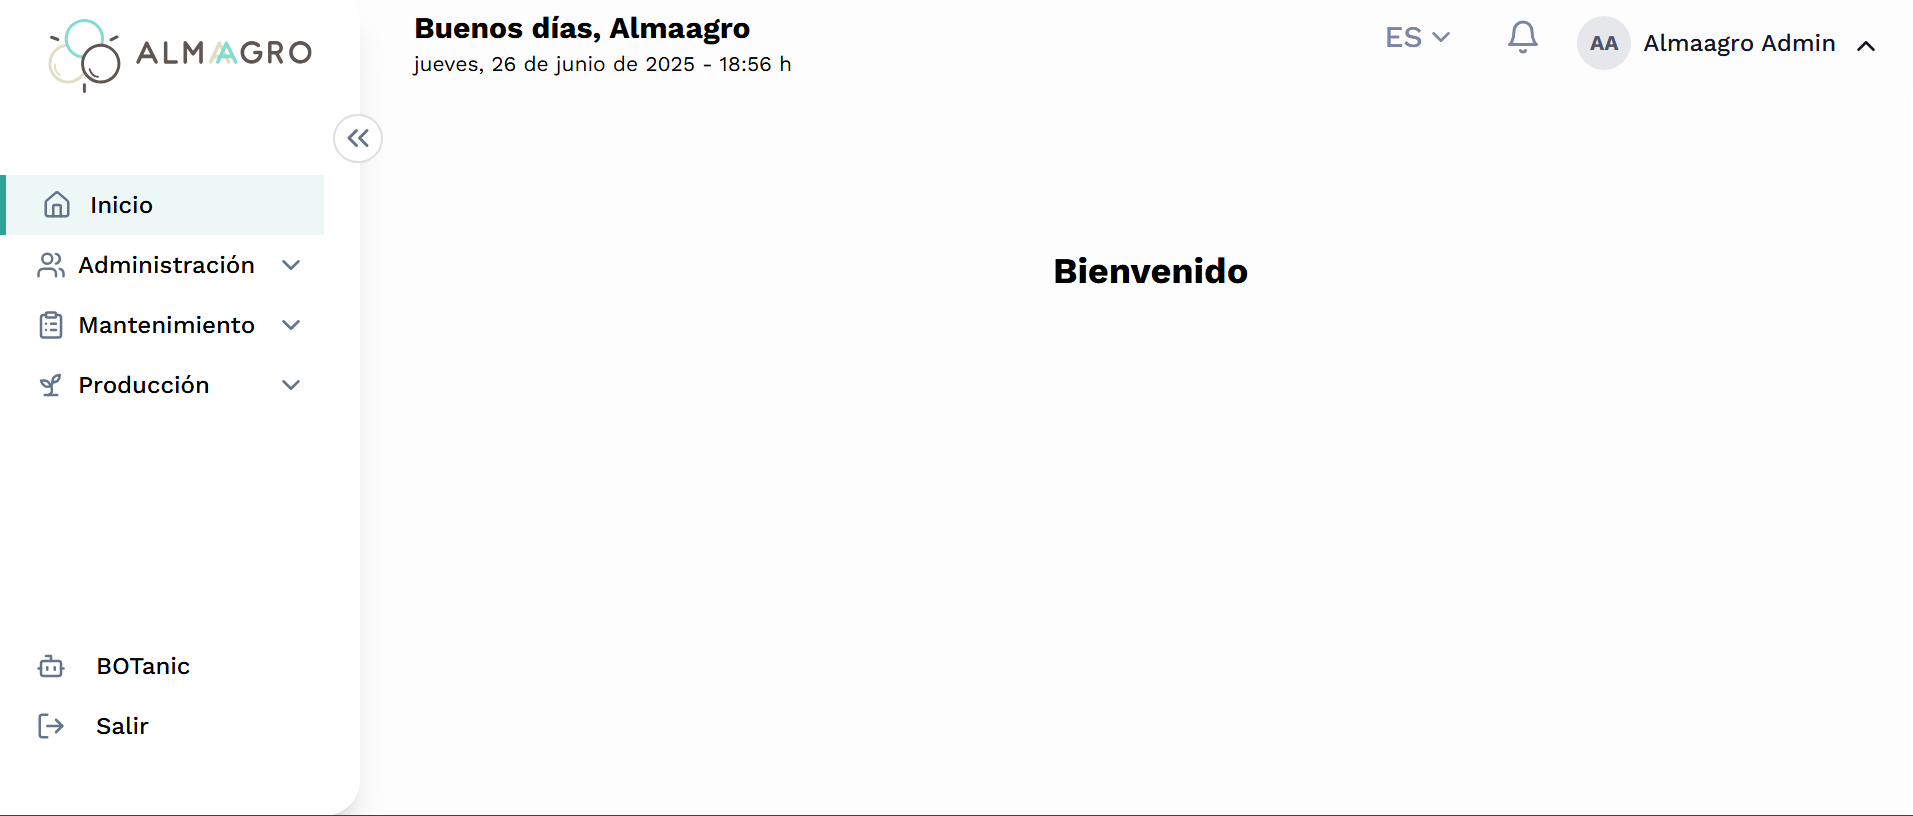 ALMAAGRO
Buenos días, Almaagro
jueves, 26 de junio de 2025 - 18:56 h
ES
AA
Almaagro Admin
Inicio
Administración
Mantenimiento
Producción
BOTanic
Salir
Bienvenido